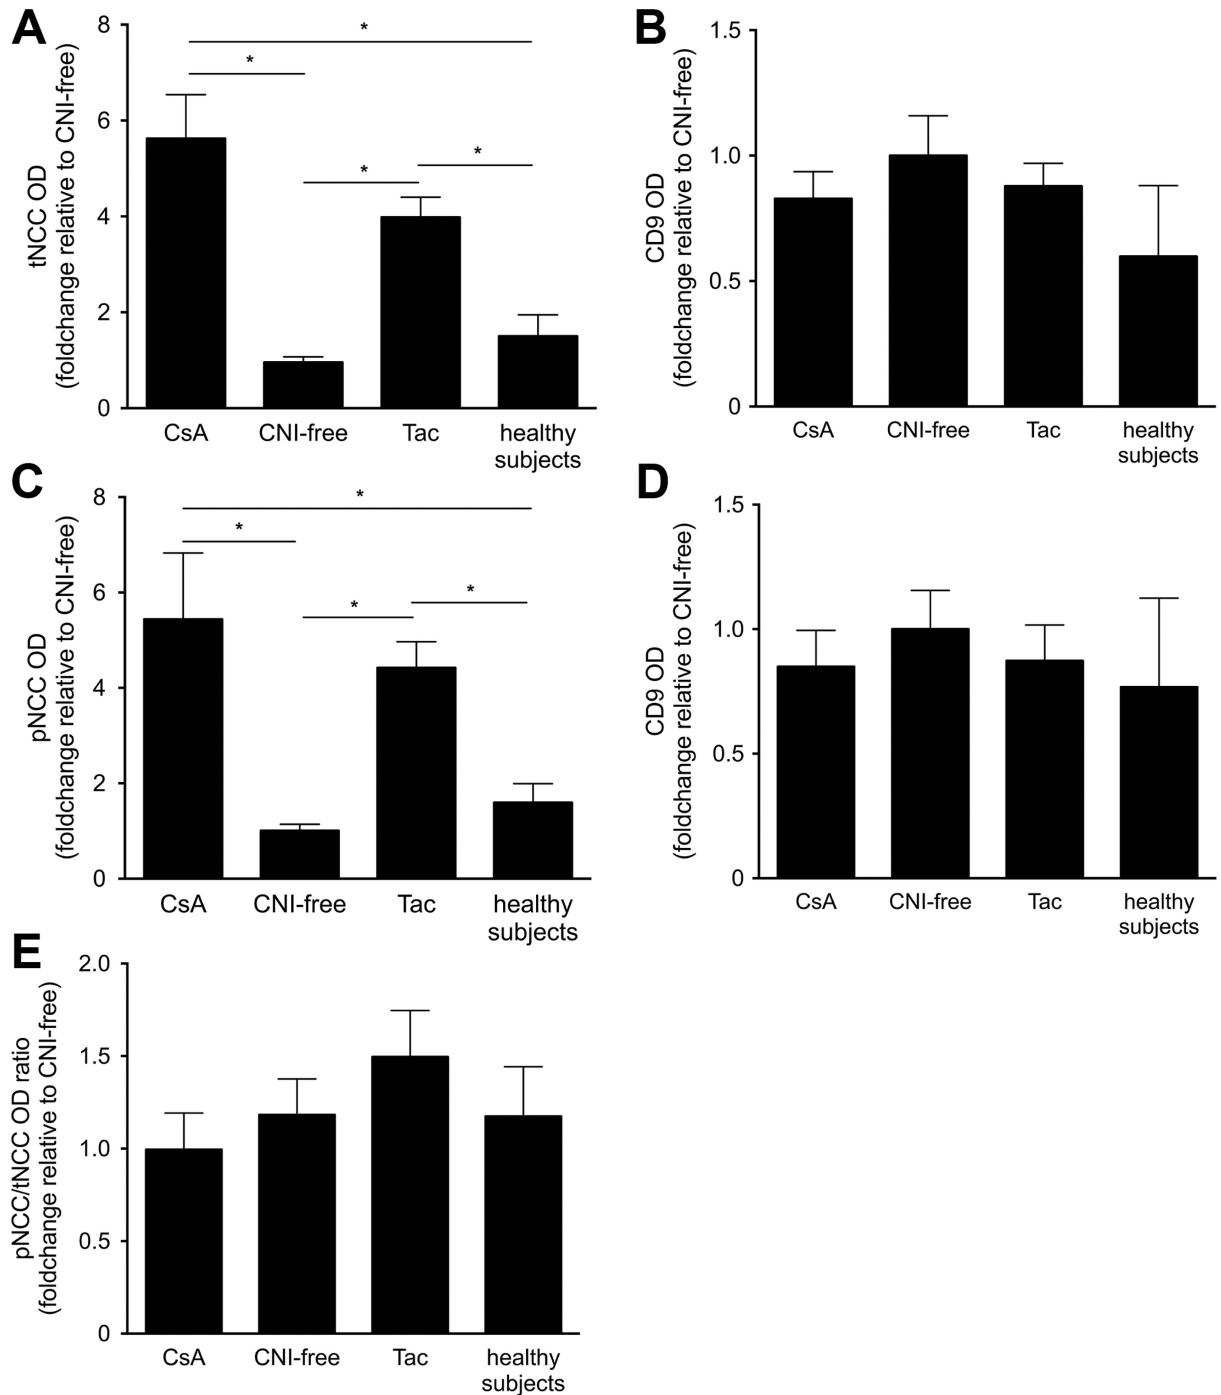 A
tNCC OD
(foldchange relative to CNI-free)
8
6
4
2
0
*
*
*
*
CsA
CNI-free
Tac
healthy
subjects
B
CD9 OD
(foldchange relative to CNI-free)
1.5
1.0
0.5
0
CsA
CNI-free
Tac
healthy
subjects
C
pNCC OD
(foldchange relative to CNI-free)
8
6
4
2
0
*
*
*
*
CsA
CNI-free
Tac
healthy
subjects
D
CD9 OD
(foldchange relative to CNI-free)
1.5
1.0
0.5
0
CsA
CNI-free
Tac
healthy
subjects
E
pNCC/tNCC OD ratio
(foldchange relative to CNI-free)
2.0
1.5
1.0
0.5
0
CsA
CNI-free
Tac
healthy
subjects